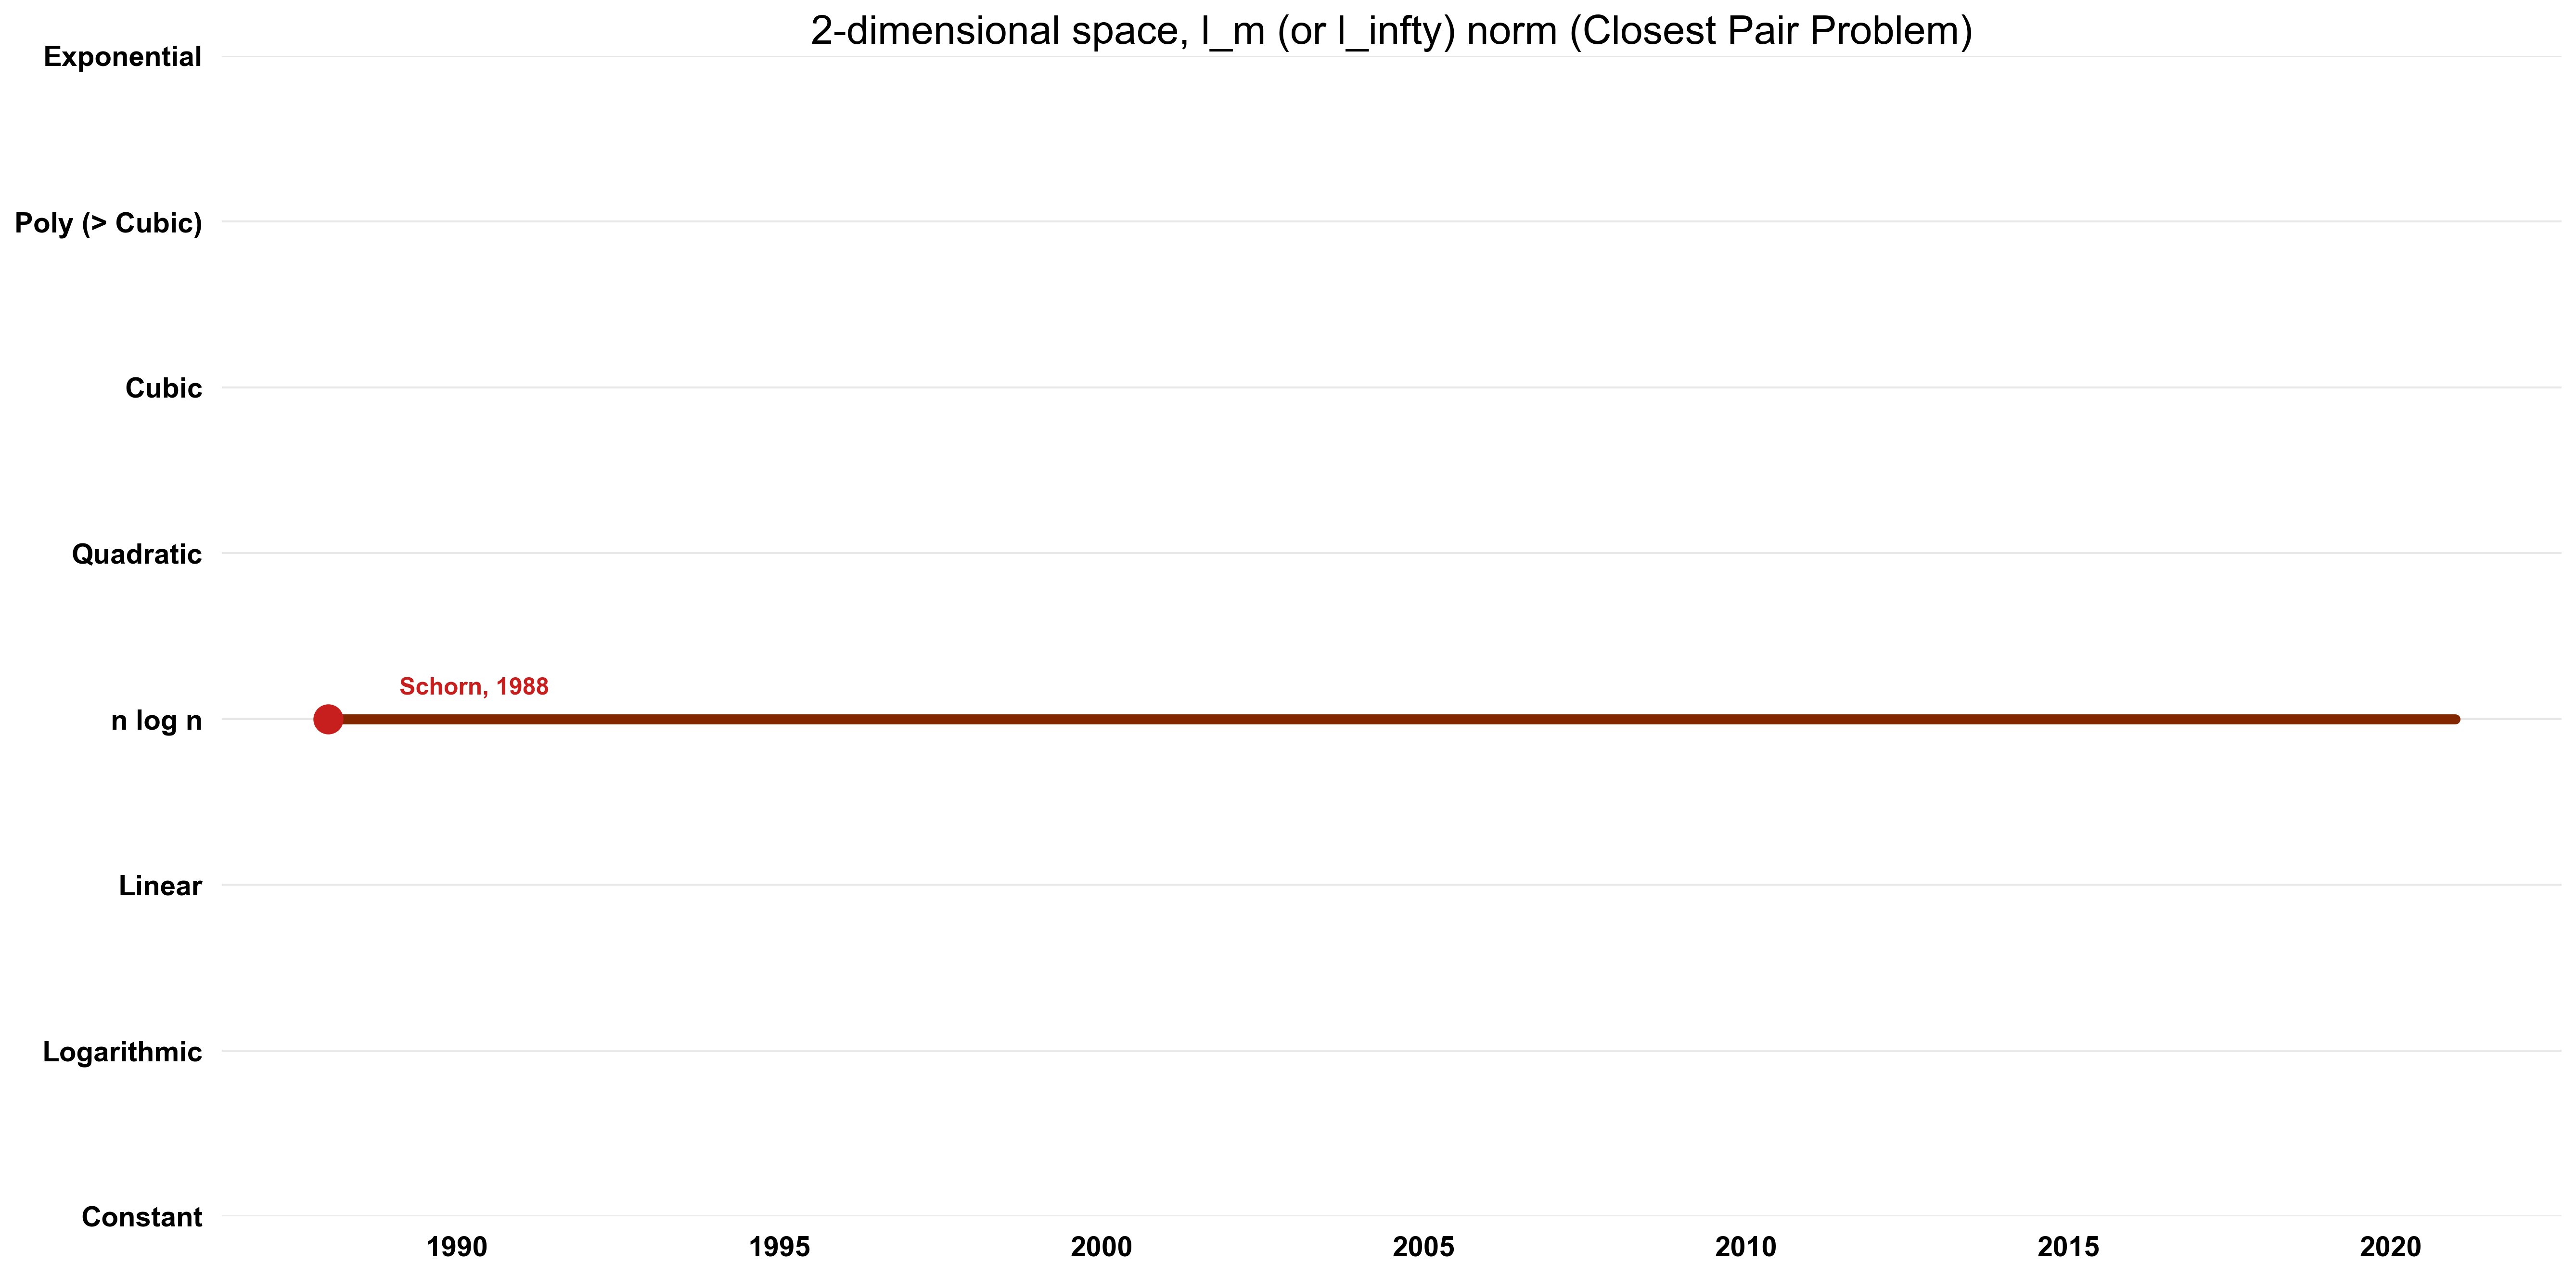 2-dimensional space, l_m (or l_infty) norm (Closest Pair Problem)
Exponential
Poly (> Cubic)
Cubic
Quadratic
Schorn, 1988
n log n
Linear
Logarithmic
Constant
1990 1995 2000 2005 2010 2015 2020